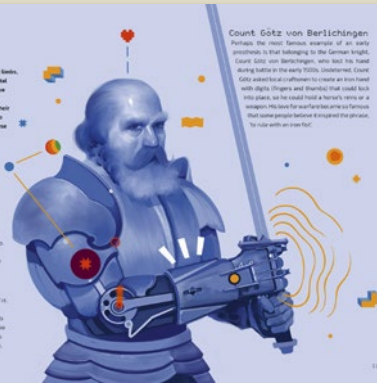 Count Götz von Berlichingen
Perhaps the most famous example of an early
prosthesis is that belonging to the German knight,
Count Götz von Berlichingen, who lost his hand
during battle in the early 1500s. Undeterred, Count
Götz asked local craftsmen to create an iron hand
with digits (fingers and thumbs) that could lock
into place, so he could hold a horse's reins or a
weapon. His love for warfare became so famous
that some people believe it inspired the phrase,
'to rule with an iron fist'.
limbs,